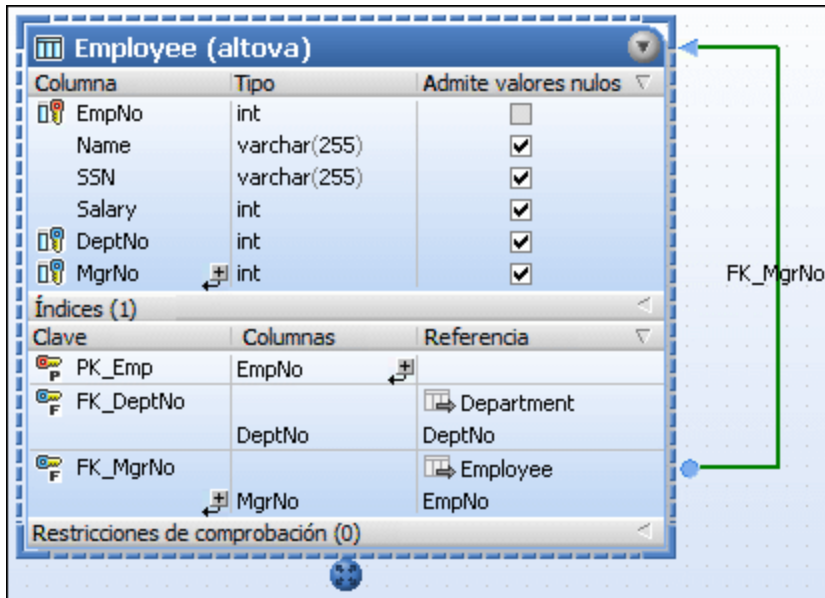 Employee (altova)
Columna Tipo Admite valores nulos
EmpNo int
Name varchar(255)
SSN varchar(255)
Salary int
DeptNo int
MgrNo int
FK_MgrNo
Índices (1)
Clave Columnas Referencia
P PK_Emp EmpNo
F FK_DeptNo Department
DeptNo DeptNo
F FK_MgrNo Employee
MgrNo EmpNo
Restricciones de comprobación (0)